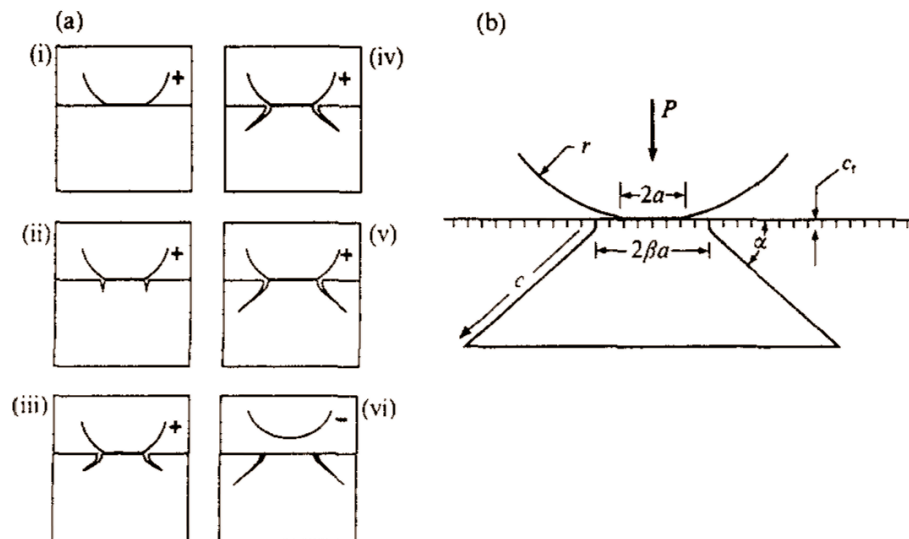 (a)
(i)
+
(iv)
+
(ii)
+
(v)
+
(iii)
+
(vi)
−
(b)
P
r
2a
c_f
2βa
α
c